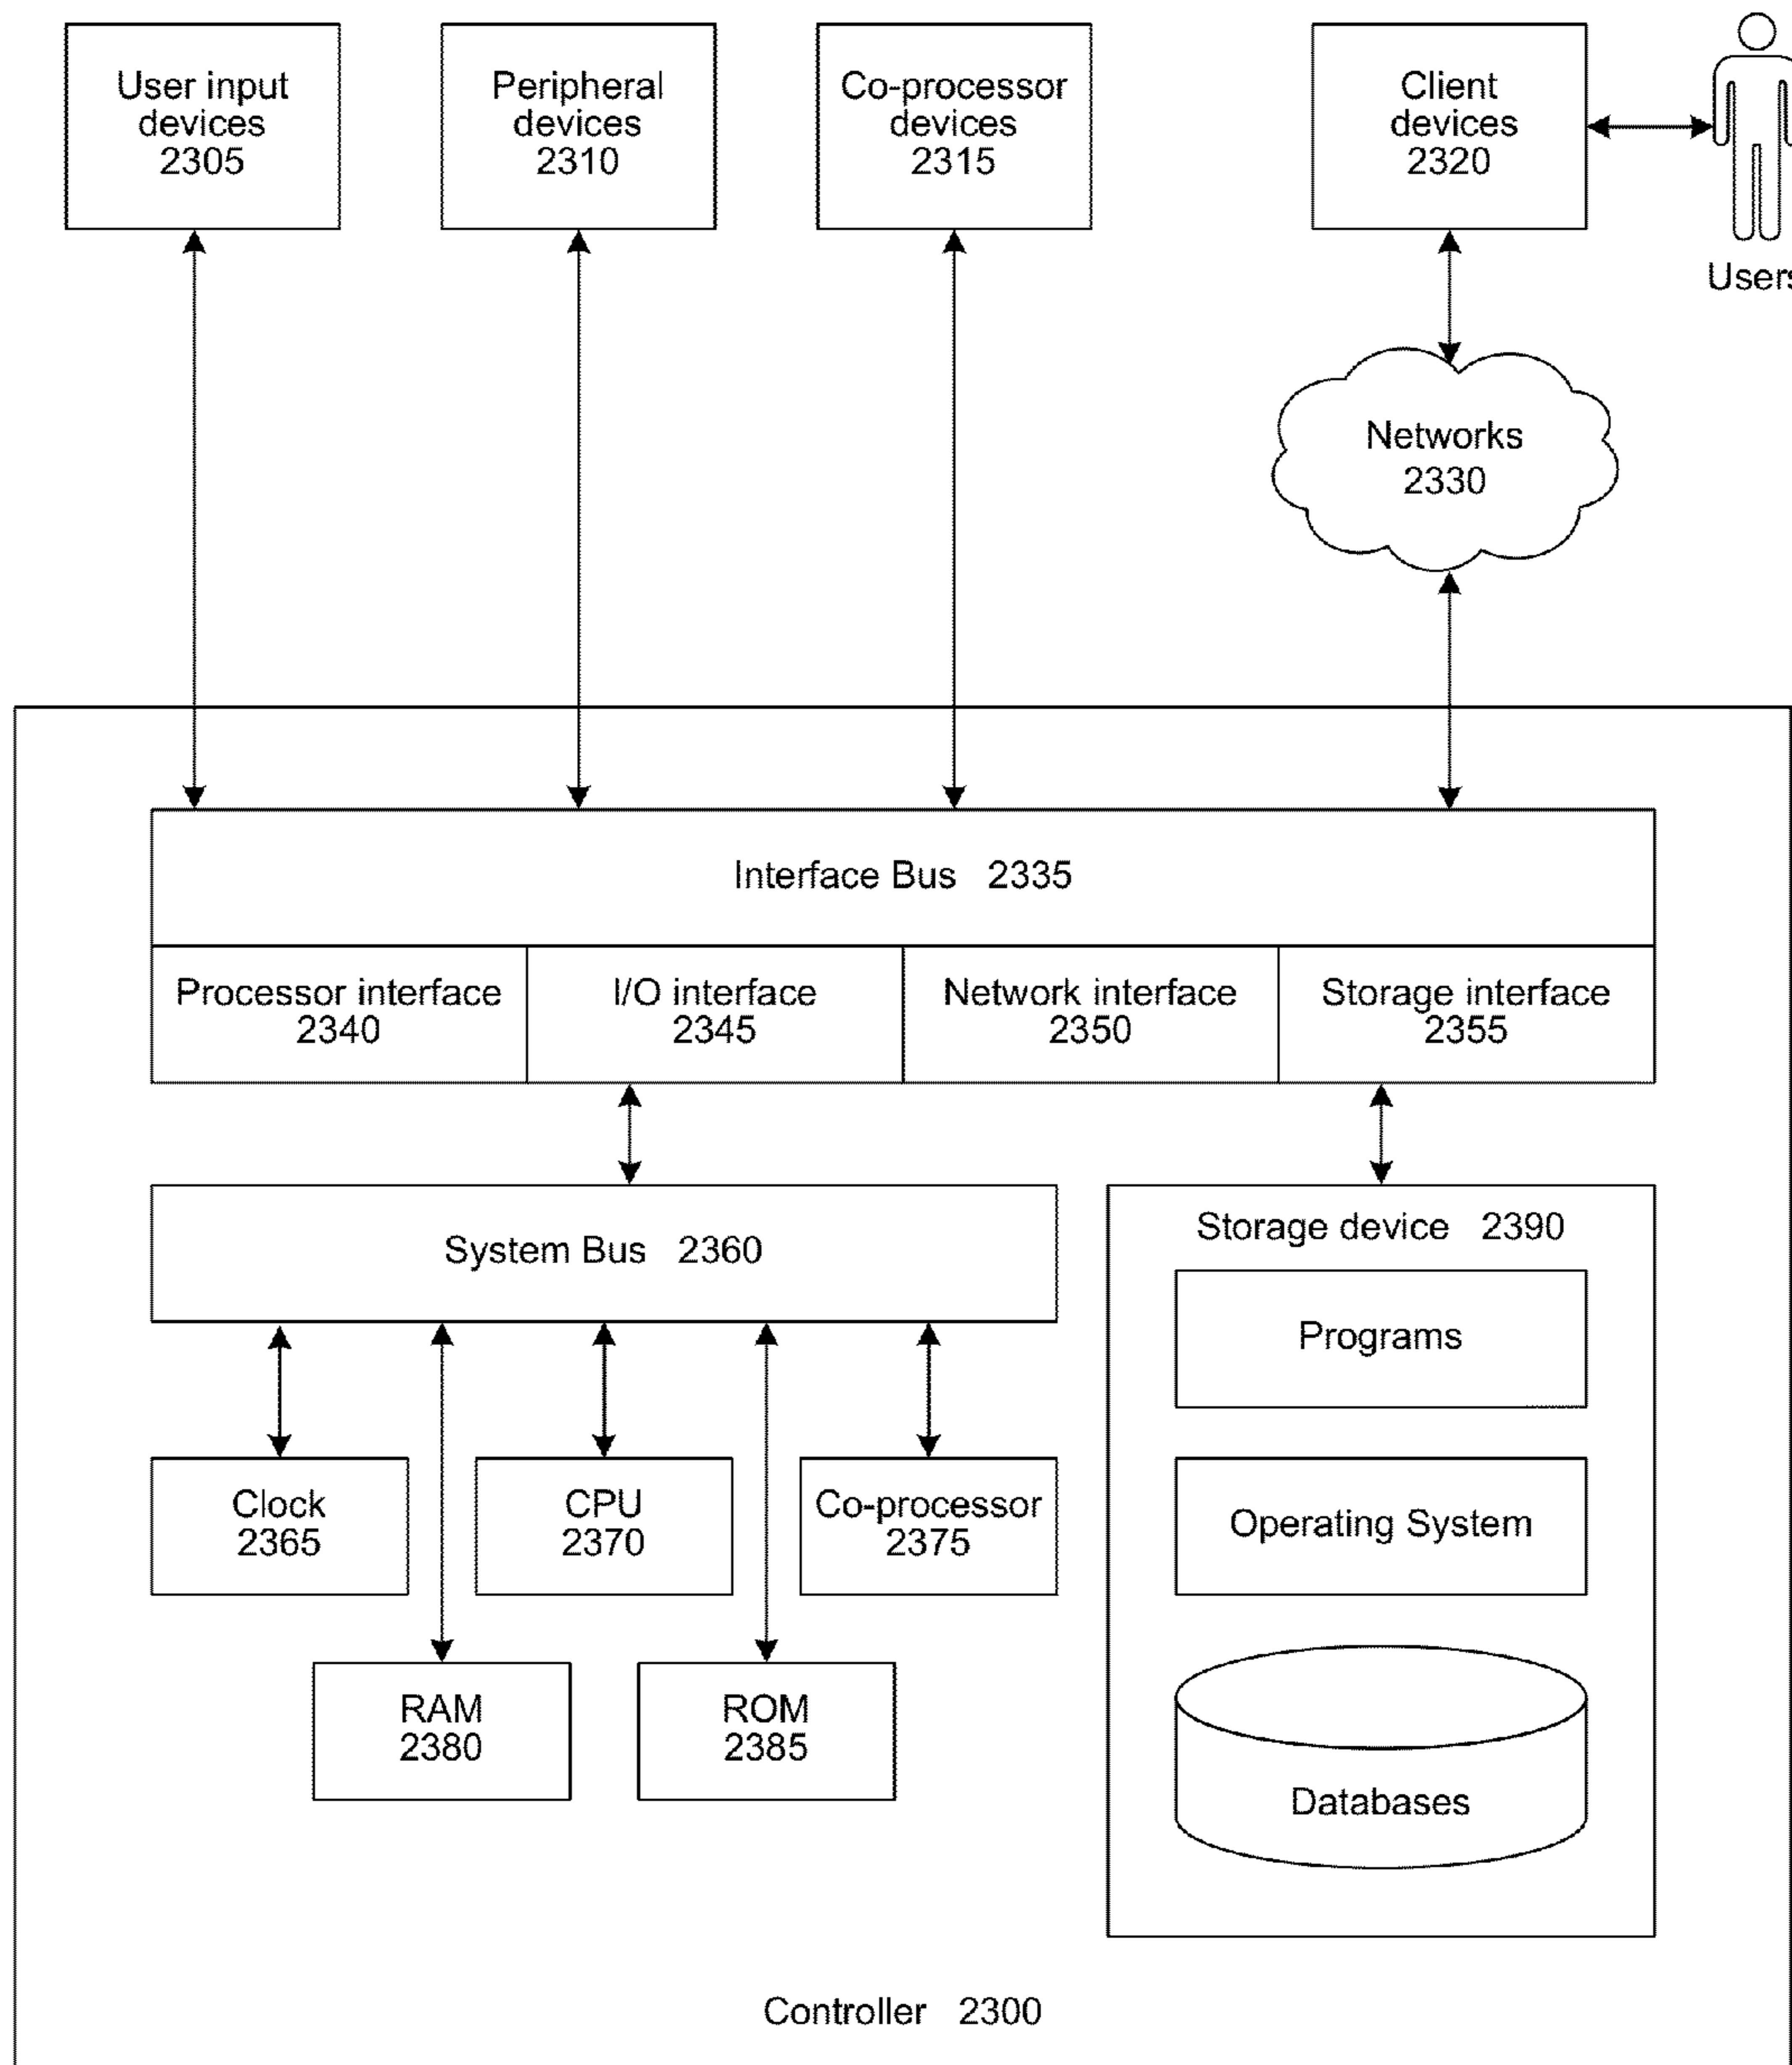 User input
devices
2305
Peripheral
devices
2310
Co-processor
devices
2315
Client
devices
2320
Users
Networks
2330
Interface Bus 2335
Processor interface
2340
I/O interface
2345
Network interface
2350
Storage interface
2355
System Bus 2360
Storage device 2390
Programs
Clock
2365
CPU
2370
Co-processor
2375
Operating System
RAM
2380
ROM
2385
Databases
Controller 2300